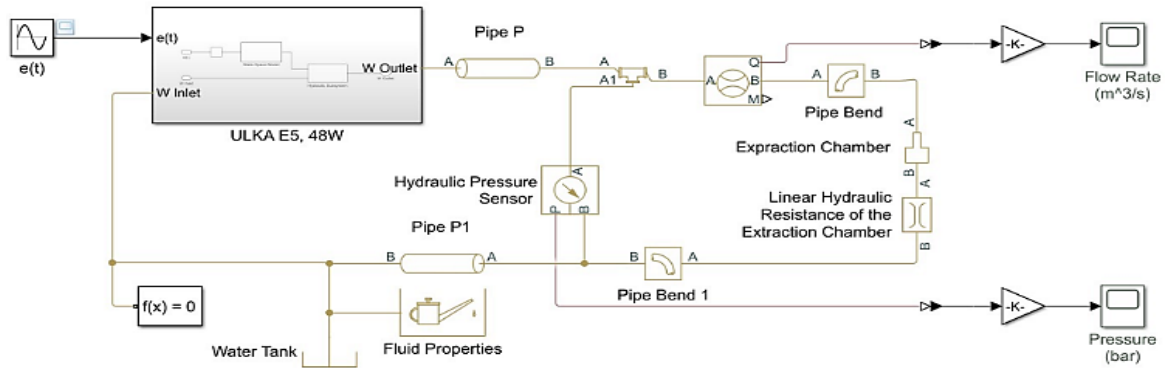 e(t)
e(t)
W Inlet
W Outlet
ULKA E5, 48W
A
Pipe P
B
A
A1
B
A
Q
B
M
A
B
Pipe Bend
-K-
Flow Rate
(m^3/s)
A
Expraction Chamber
B
A
Linear Hydraulic
Resistance of the
Extraction Chamber
B
Hydraulic Pressure
Sensor
A
P
B
Pipe P1
B
A
B
A
Pipe Bend 1
f(x) = 0
Water Tank
Fluid Properties
-K-
Pressure
(bar)